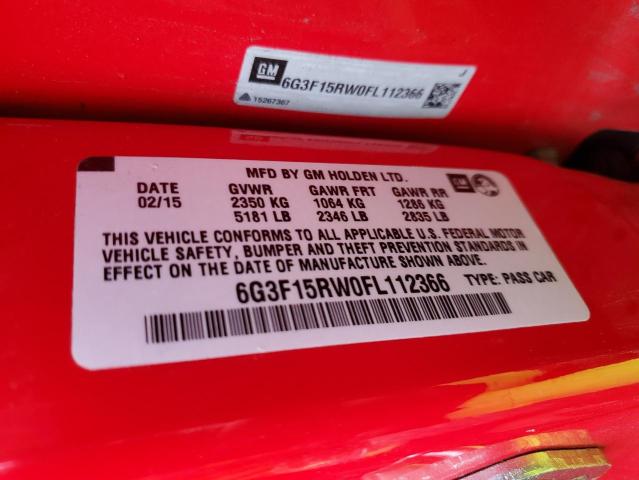 GM
6G3F15RW0FL112366
J
15267367
MFD BY GM HOLDEN LTD.
DATE GVWR GAWR FRT GAWR RR
02/15 2350 KG 1064 KG 1286 KG
5181 LB 2346 LB 2835 LB
THIS VEHICLE CONFORMS TO ALL APPLICABLE U.S. FEDERAL MOTOR
VEHICLE SAFETY, BUMPER AND THEFT PREVENTION STANDARDS IN
EFFECT ON THE DATE OF MANUFACTURE SHOWN ABOVE.
6G3F15RW0FL112366 TYPE: PASS CAR